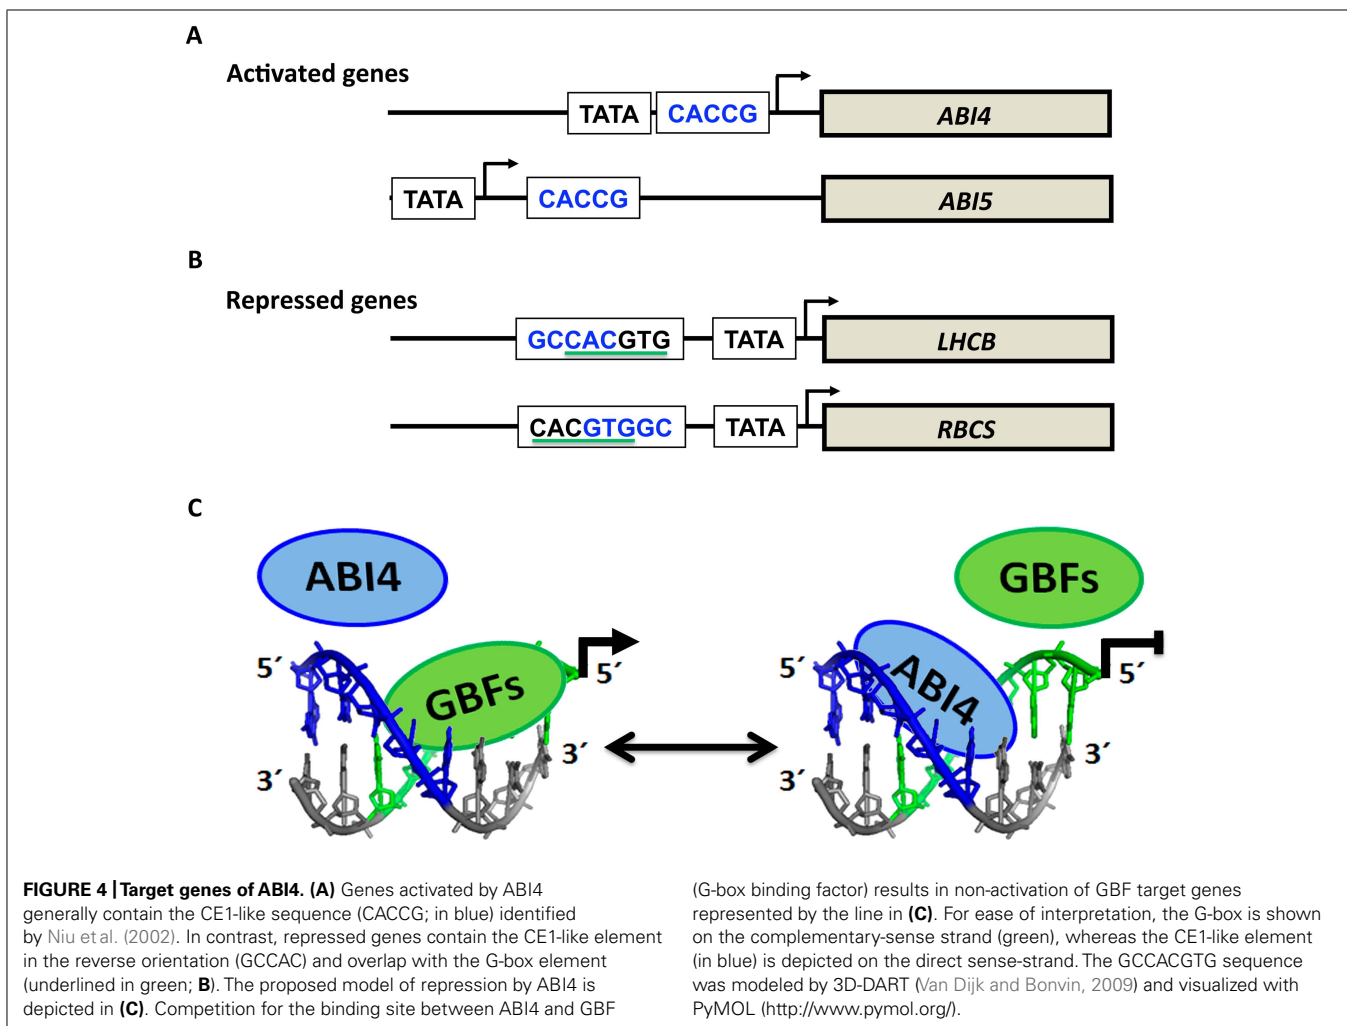 A
Activated genes
TATA CACCG ABI4
TATA CACCG ABI5
B
Repressed genes
GCCACGTG TATA LHCB
CACGTGGC TATA RBCS
C
ABI4 GBFs
5´ GBFs 5´ 5´ ABI4 5´
3´ 3´ 3´ 3´
FIGURE 4 | Target genes of ABI4. (A) Genes activated by ABI4
generally contain the CE1-like sequence (CACCG; in blue) identified
by Niu et al. (2002). In contrast, repressed genes contain the CE1-like element
in the reverse orientation (GCCAC) and overlap with the G-box element
(underlined in green; B). The proposed model of repression by ABI4 is
depicted in (C). Competition for the binding site between ABI4 and GBF
(G-box binding factor) results in non-activation of GBF target genes
represented by the line in (C). For ease of interpretation, the G-box is shown
on the complementary-sense strand (green), whereas the CE1-like element
(in blue) is depicted on the direct sense-strand. The GCCACGTG sequence
was modeled by 3D-DART (Van Dijk and Bonvin, 2009) and visualized with
PyMOL (http://www.pymol.org/).